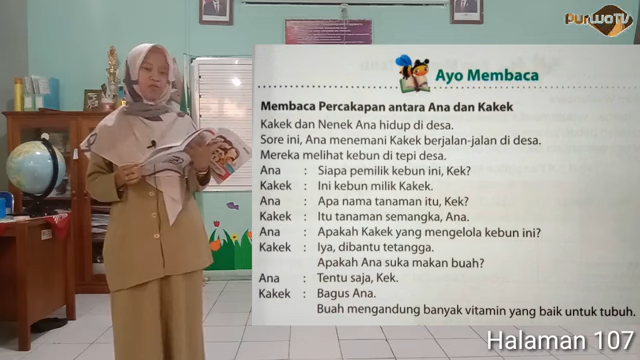 PurwoTV
Ayo Membaca
Membaca Percakapan antara Ana dan Kakek
Kakek dan Nenek Ana hidup di desa.
Sore ini, Ana menemani Kakek berjalan-jalan di desa.
Mereka melihat kebun di tepi desa.
Ana : Siapa pemilik kebun ini, Kek?
Kakek : Ini kebun milik Kakek.
Ana : Apa nama tanaman itu, Kek?
Kakek : Itu tanaman semangka, Ana.
Ana : Apakah Kakek yang mengelola kebun ini?
Kakek : Iya, dibantu tetangga.
Apakah Ana suka makan buah?
Ana : Tentu saja, Kek.
Kakek : Bagus Ana.
Buah mengandung banyak vitamin yang baik untuk tubuh.
Halaman 107